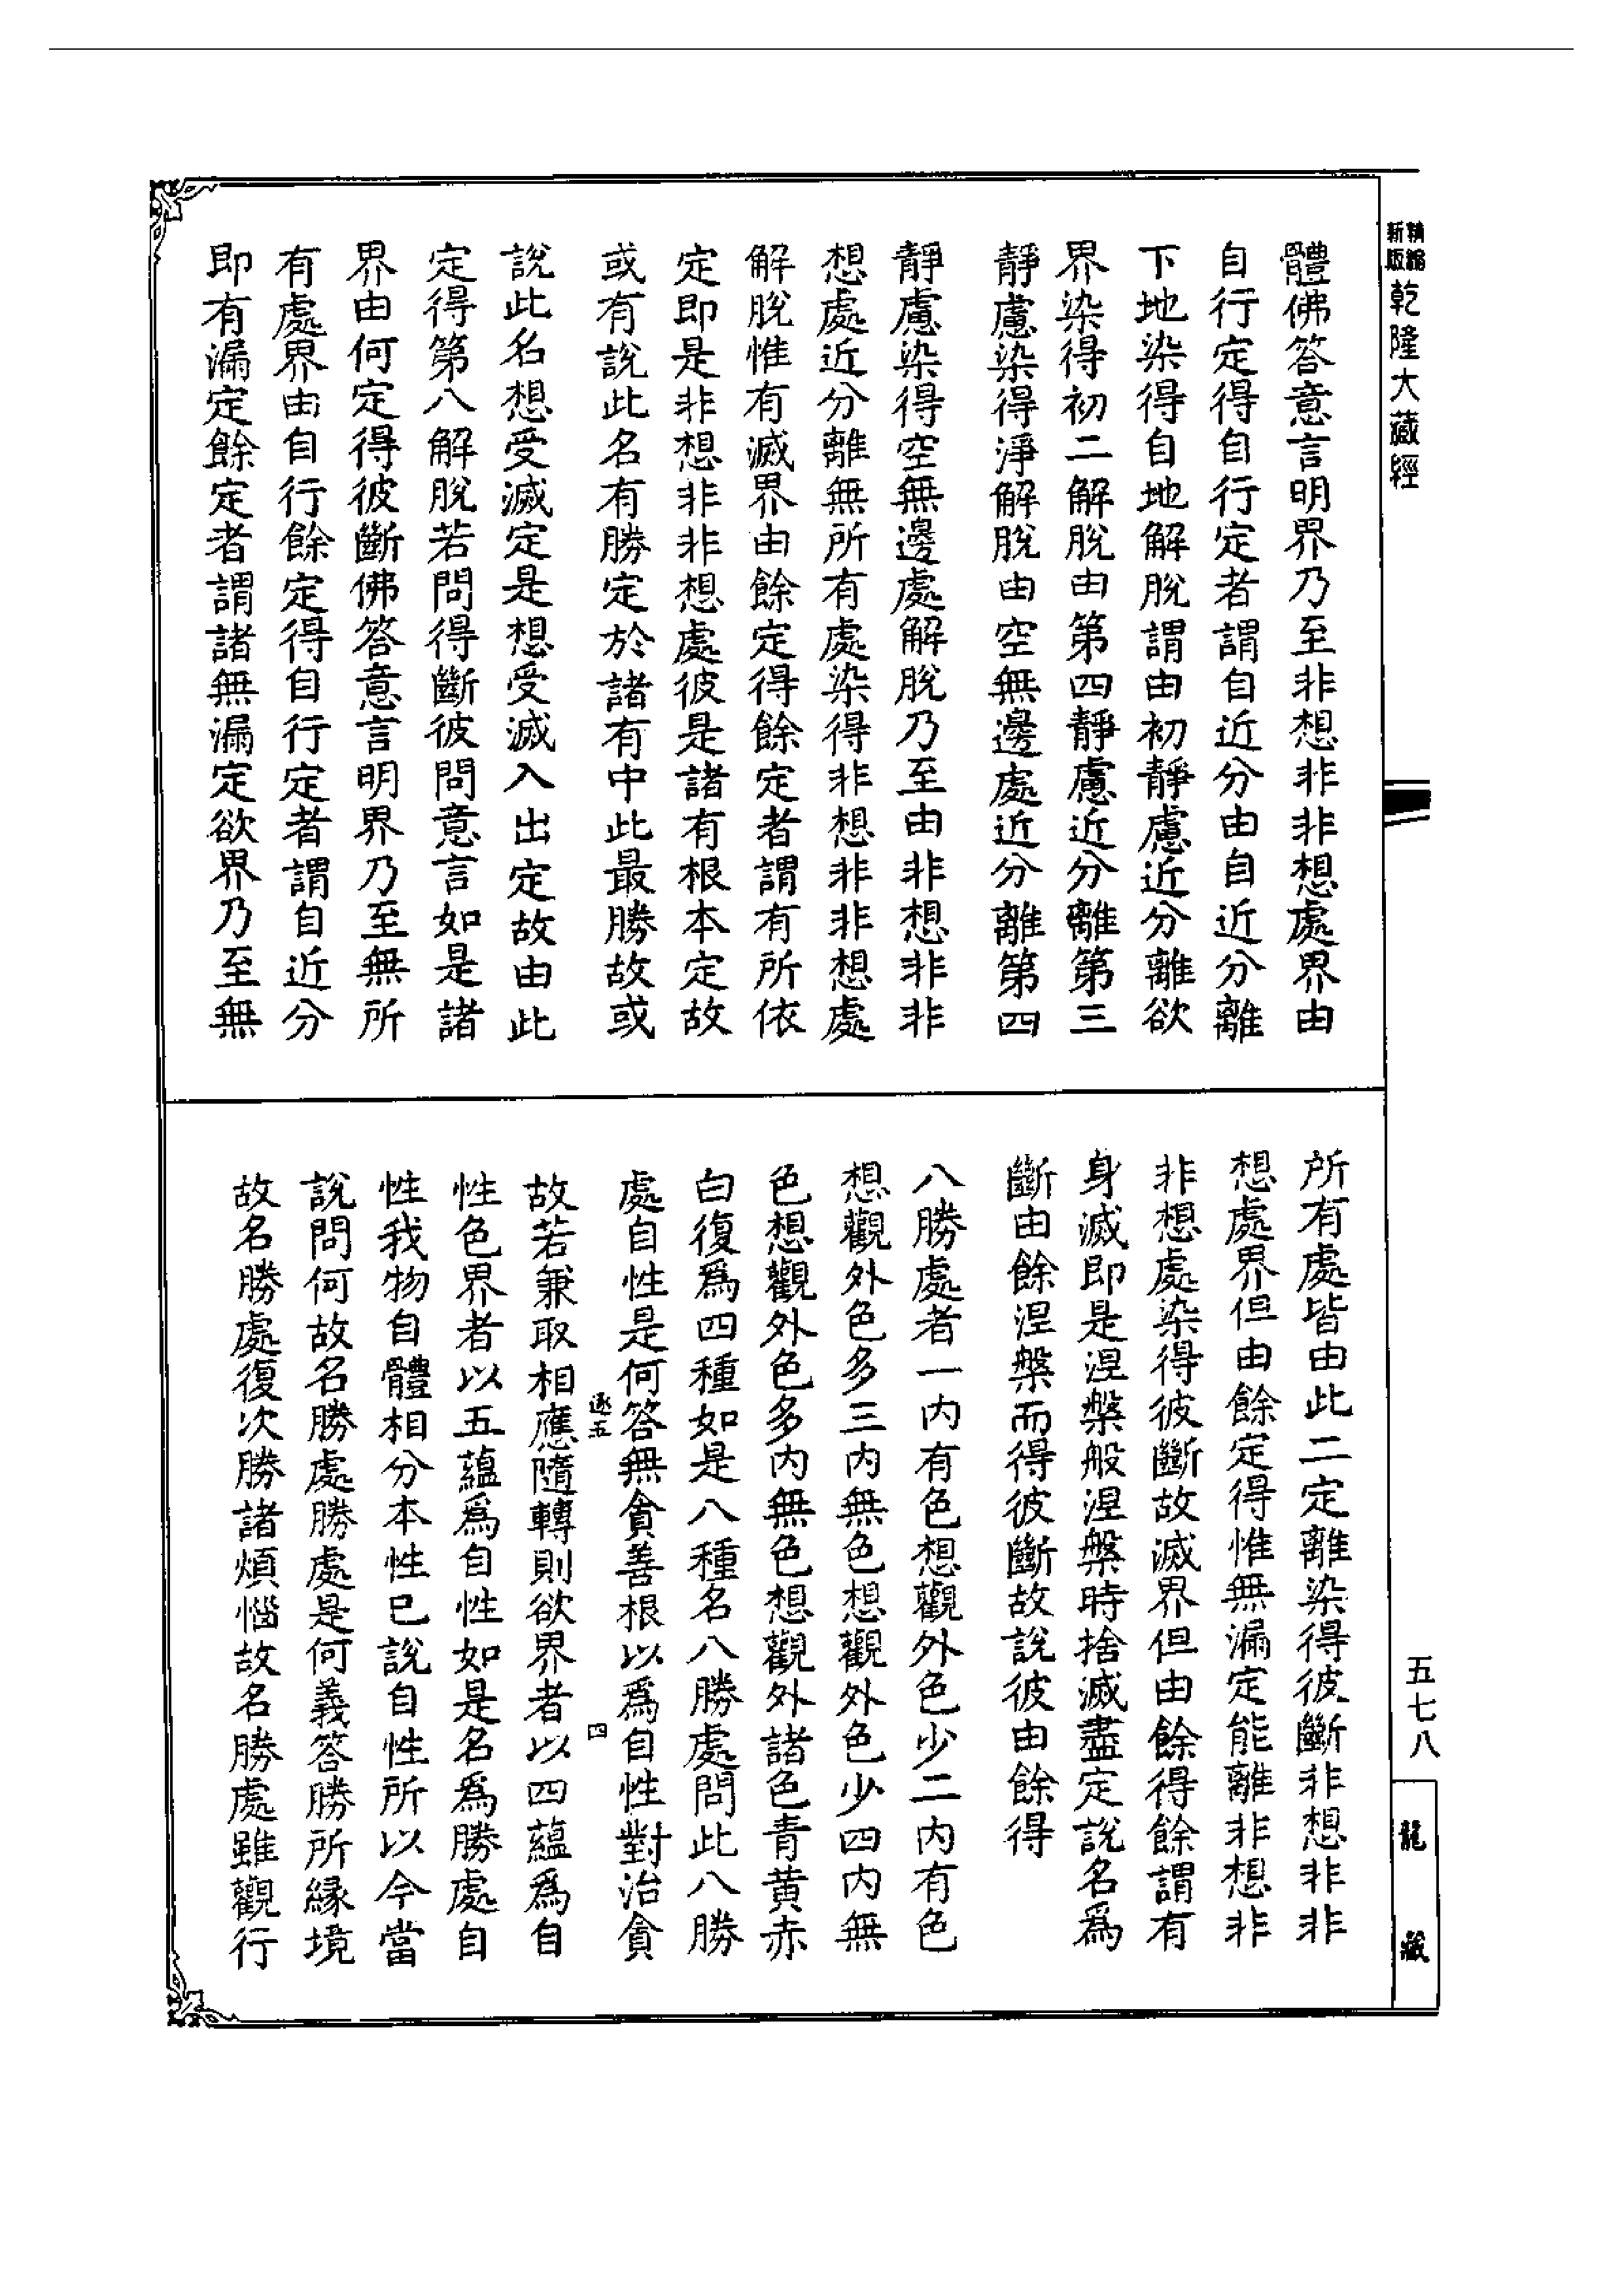 精縮
新版
乾隆大藏經
體佛答意言明界乃至非想非非想處界由
自行定得自行定者謂自近分由自近分離
下地染得自地解脫謂由初靜慮近分離欲
界染得初二解脫由第四靜慮近分離第三
靜慮染得淨解脫由空無邊處近分離第四
靜慮染得空無邊處解脫乃至由非想非非
想處近分離無所有處染得非想非非想處
解脫惟有滅界由餘定得餘定者謂有所依
定即是非想非非想處彼是諸有根本定故
或有說此名有勝定於諸有中此最勝故或
說此名想受滅定是想受滅入出定故由此
定得第八解脫若問得斷彼問意言如是諸
界由何定得彼斷佛答意言明界乃至無所
有處界由自行餘定得自行定者謂自近分
即有漏定餘定者謂諸無漏定欲界乃至無
所有處皆由此二定離染得彼斷非想非非
想處界但由餘定得惟無漏定能離非想非
非想處染得彼斷故滅界但由餘得餘謂有
身滅即是涅槃般涅槃時捨滅盡定說名為
斷由餘涅槃而得彼斷故說彼由餘得
八勝處者一內有色想觀外色少二內有色
想觀外色多三內無色想觀外色少四內無
色想觀外色多內無色想觀外諸色青黃赤
白復為四種如是八種名八勝處問此八勝
處自性是何答無貪善根以為自性對治貪
逐五
四
故若兼取相應隨轉則欲界者以四蘊為自
性色界者以五蘊為自性如是名為勝處自
性我物自體相分本性已說自性所以今當
說問何故名勝處勝處是何義答勝所緣境
故名勝處復次勝諸煩惱故名勝處雖觀行
五七八
龍藏